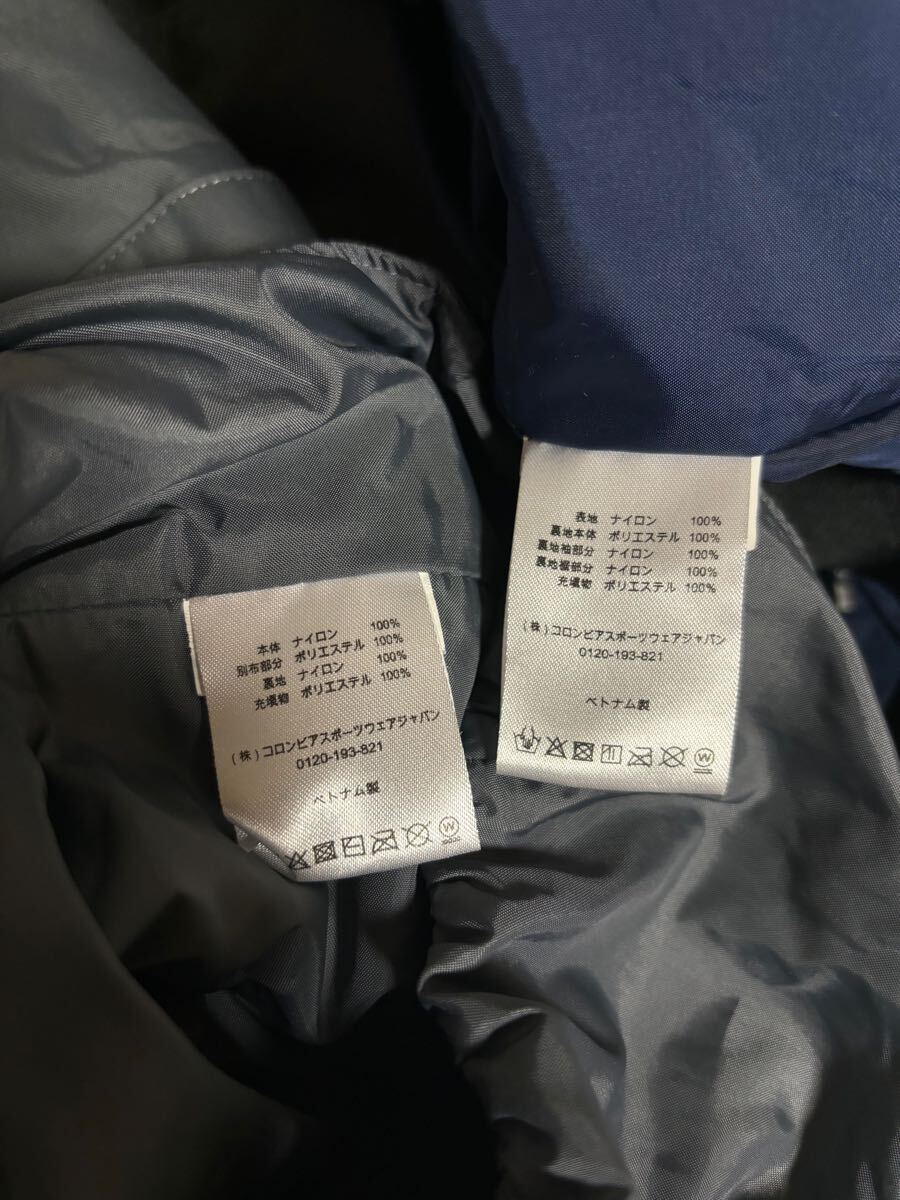 本体 ナイロン 100%
別布部分 ポリエステル 100%
裏地 ナイロン 100%
充填物 ポリエステル 100%
(株)コロンビアスポーツウェアジャパン
0120-193-821
ベトナム製
W
表地 ナイロン 100%
裏地本体 ポリエステル 100%
裏地袖部分 ナイロン 100%
裏地裾部分 ナイロン 100%
充填物 ポリエステル 100%
(株)コロンビアスポーツウェアジャパン
0120-193-821
ベトナム製
W